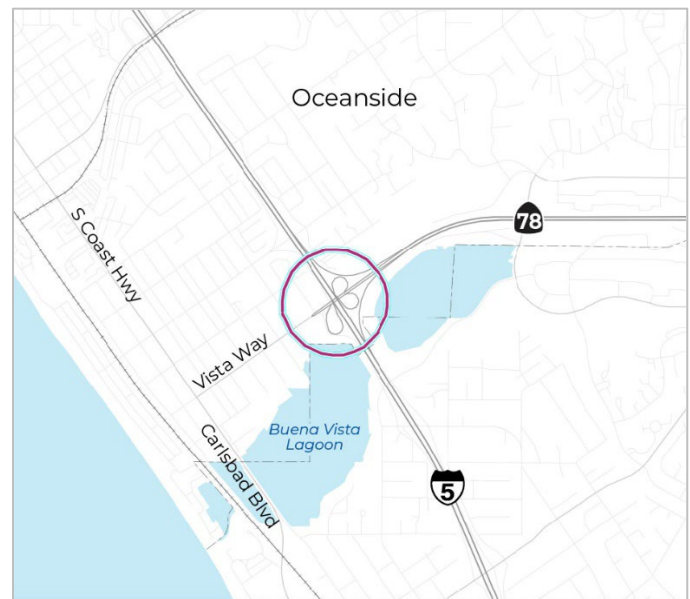 Oceanside
78
S Coast Hwy
Vista Way
Buena Vista
Lagoon
Carlsbad Blvd
5